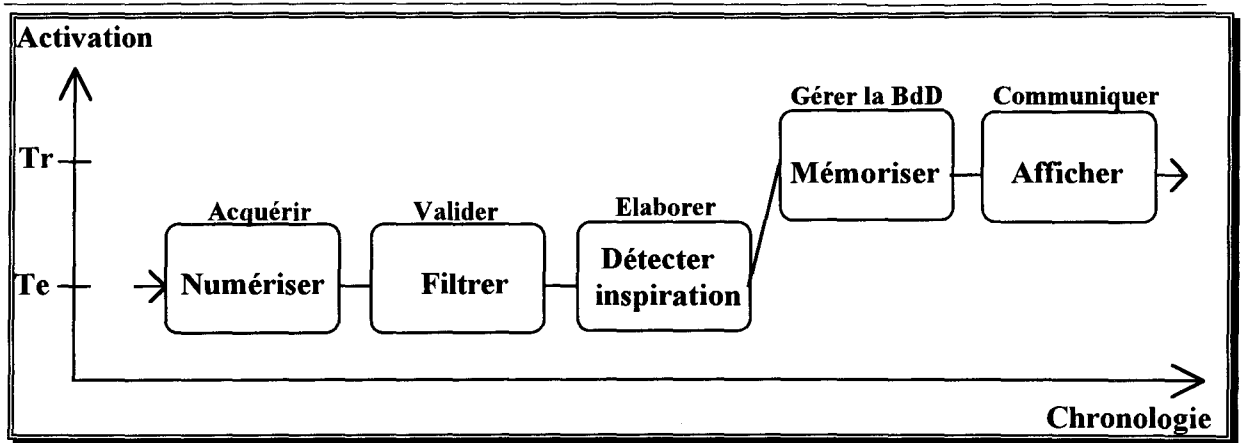 Activation
Gérer la BdD
Communiquer
Tr
Mémoriser
Afficher
Acquérir
Valider
Elaborer
Te
Numériser
Filtrer
Détecter
inspiration
Chronologie